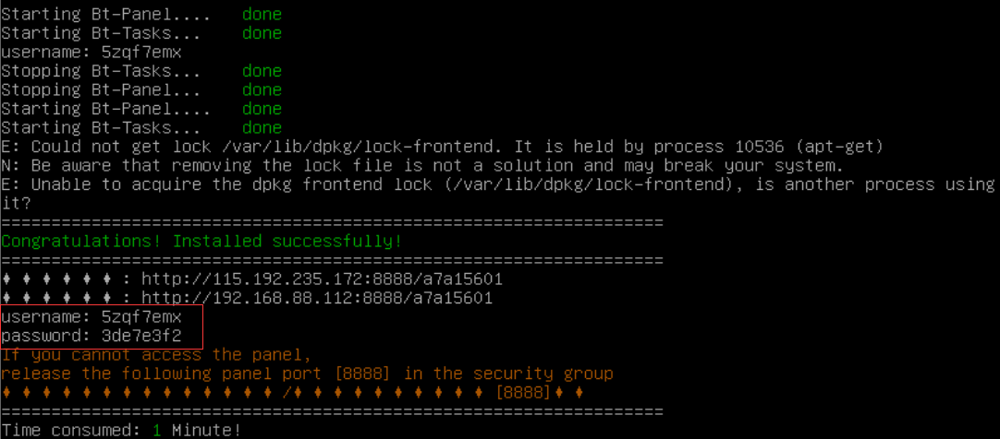 Starting Bt-Panel.... done
Starting Bt-Tasks... done
username: 5zqf7emx
Stopping Bt-Tasks... done
Stopping Bt-Panel... done
Starting Bt-Panel.... done
Starting Bt-Tasks... done
E: Could not get lock /var/lib/dpkg/lock-frontend. It is held by process 10536 (apt-get)
N: Be aware that removing the lock file is not a solution and may break your system.
E: Unable to acquire the dpkg frontend lock (/var/lib/dpkg/lock-frontend), is another process using
it?
==================================================================
Congratulations! Installed successfully!
==================================================================
♦ ♦ ♦ ♦ ♦ ♦ : http://115.192.235.172:8888/a7a15601
♦ ♦ ♦ ♦ ♦ ♦ : http://192.168.88.112:8888/a7a15601
username: 5zqf7emx
password: 3de7e3f2
If you cannot access the panel,
release the following panel port [8888] in the security group
♦ ♦ ♦ ♦ ♦ ♦ ♦ ♦ ♦ ♦ ♦ ♦ ♦ /♦ ♦ ♦ ♦ ♦ ♦ ♦ ♦ ♦ ♦ [8888]♦ ♦
==================================================================
Time consumed: 1 Minute!